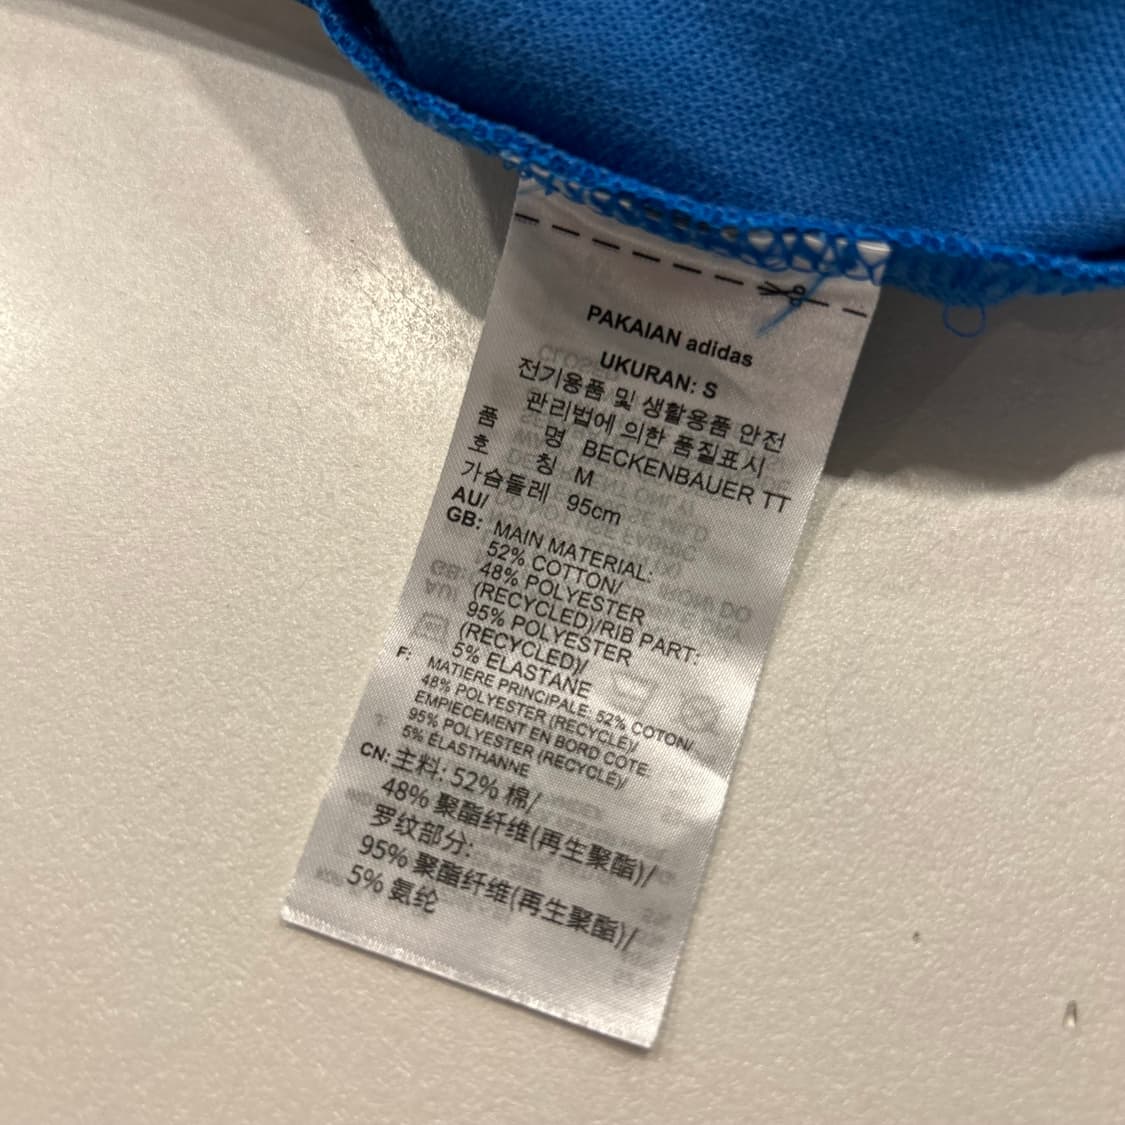 PAKAIAN adidas
UKURAN: S
전기용품 및 생활용품 안전
관리법에 의한 품질표시
품 명 BECKENBAUER TT
호 칭 M
가슴둘레 95cm
AU/
GB: MAIN MATERIAL:
52% COTTON/
48% POLYESTER
(RECYCLED)/RIB PART:
95% POLYESTER
(RECYCLED)/
5% ELASTANE
F: MATIERE PRINCIPALE: 52% COTON/
48% POLYESTER (RECYCLÉ)/
EMPIECEMENT EN BORD COTE:
95% POLYESTER (RECYCLÉ)/
5% ÉLASTHANNE
CN: 主料: 52% 棉/
48% 聚酯纤维(再生聚酯)/
罗纹部分:
95% 聚酯纤维(再生聚酯)/
5% 氨纶